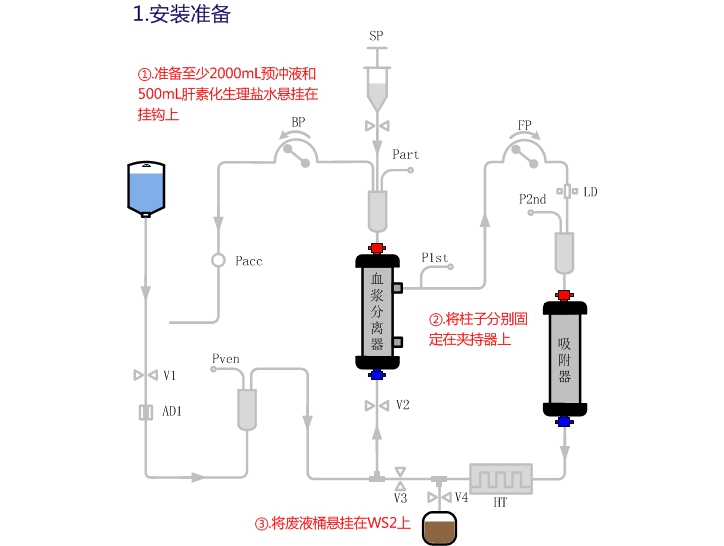 1.安装准备
SP
①.准备至少2000mL预冲液和
500mL肝素化生理盐水悬挂在
挂钩上
BP
FP
Part
P2nd
LD
Pacc
P1st
血浆分离器
②.将柱子分别固
定在夹持器上
吸附器
Pven
V1
AD1
V2
V3
V4
HT
③.将废液桶悬挂在WS2上